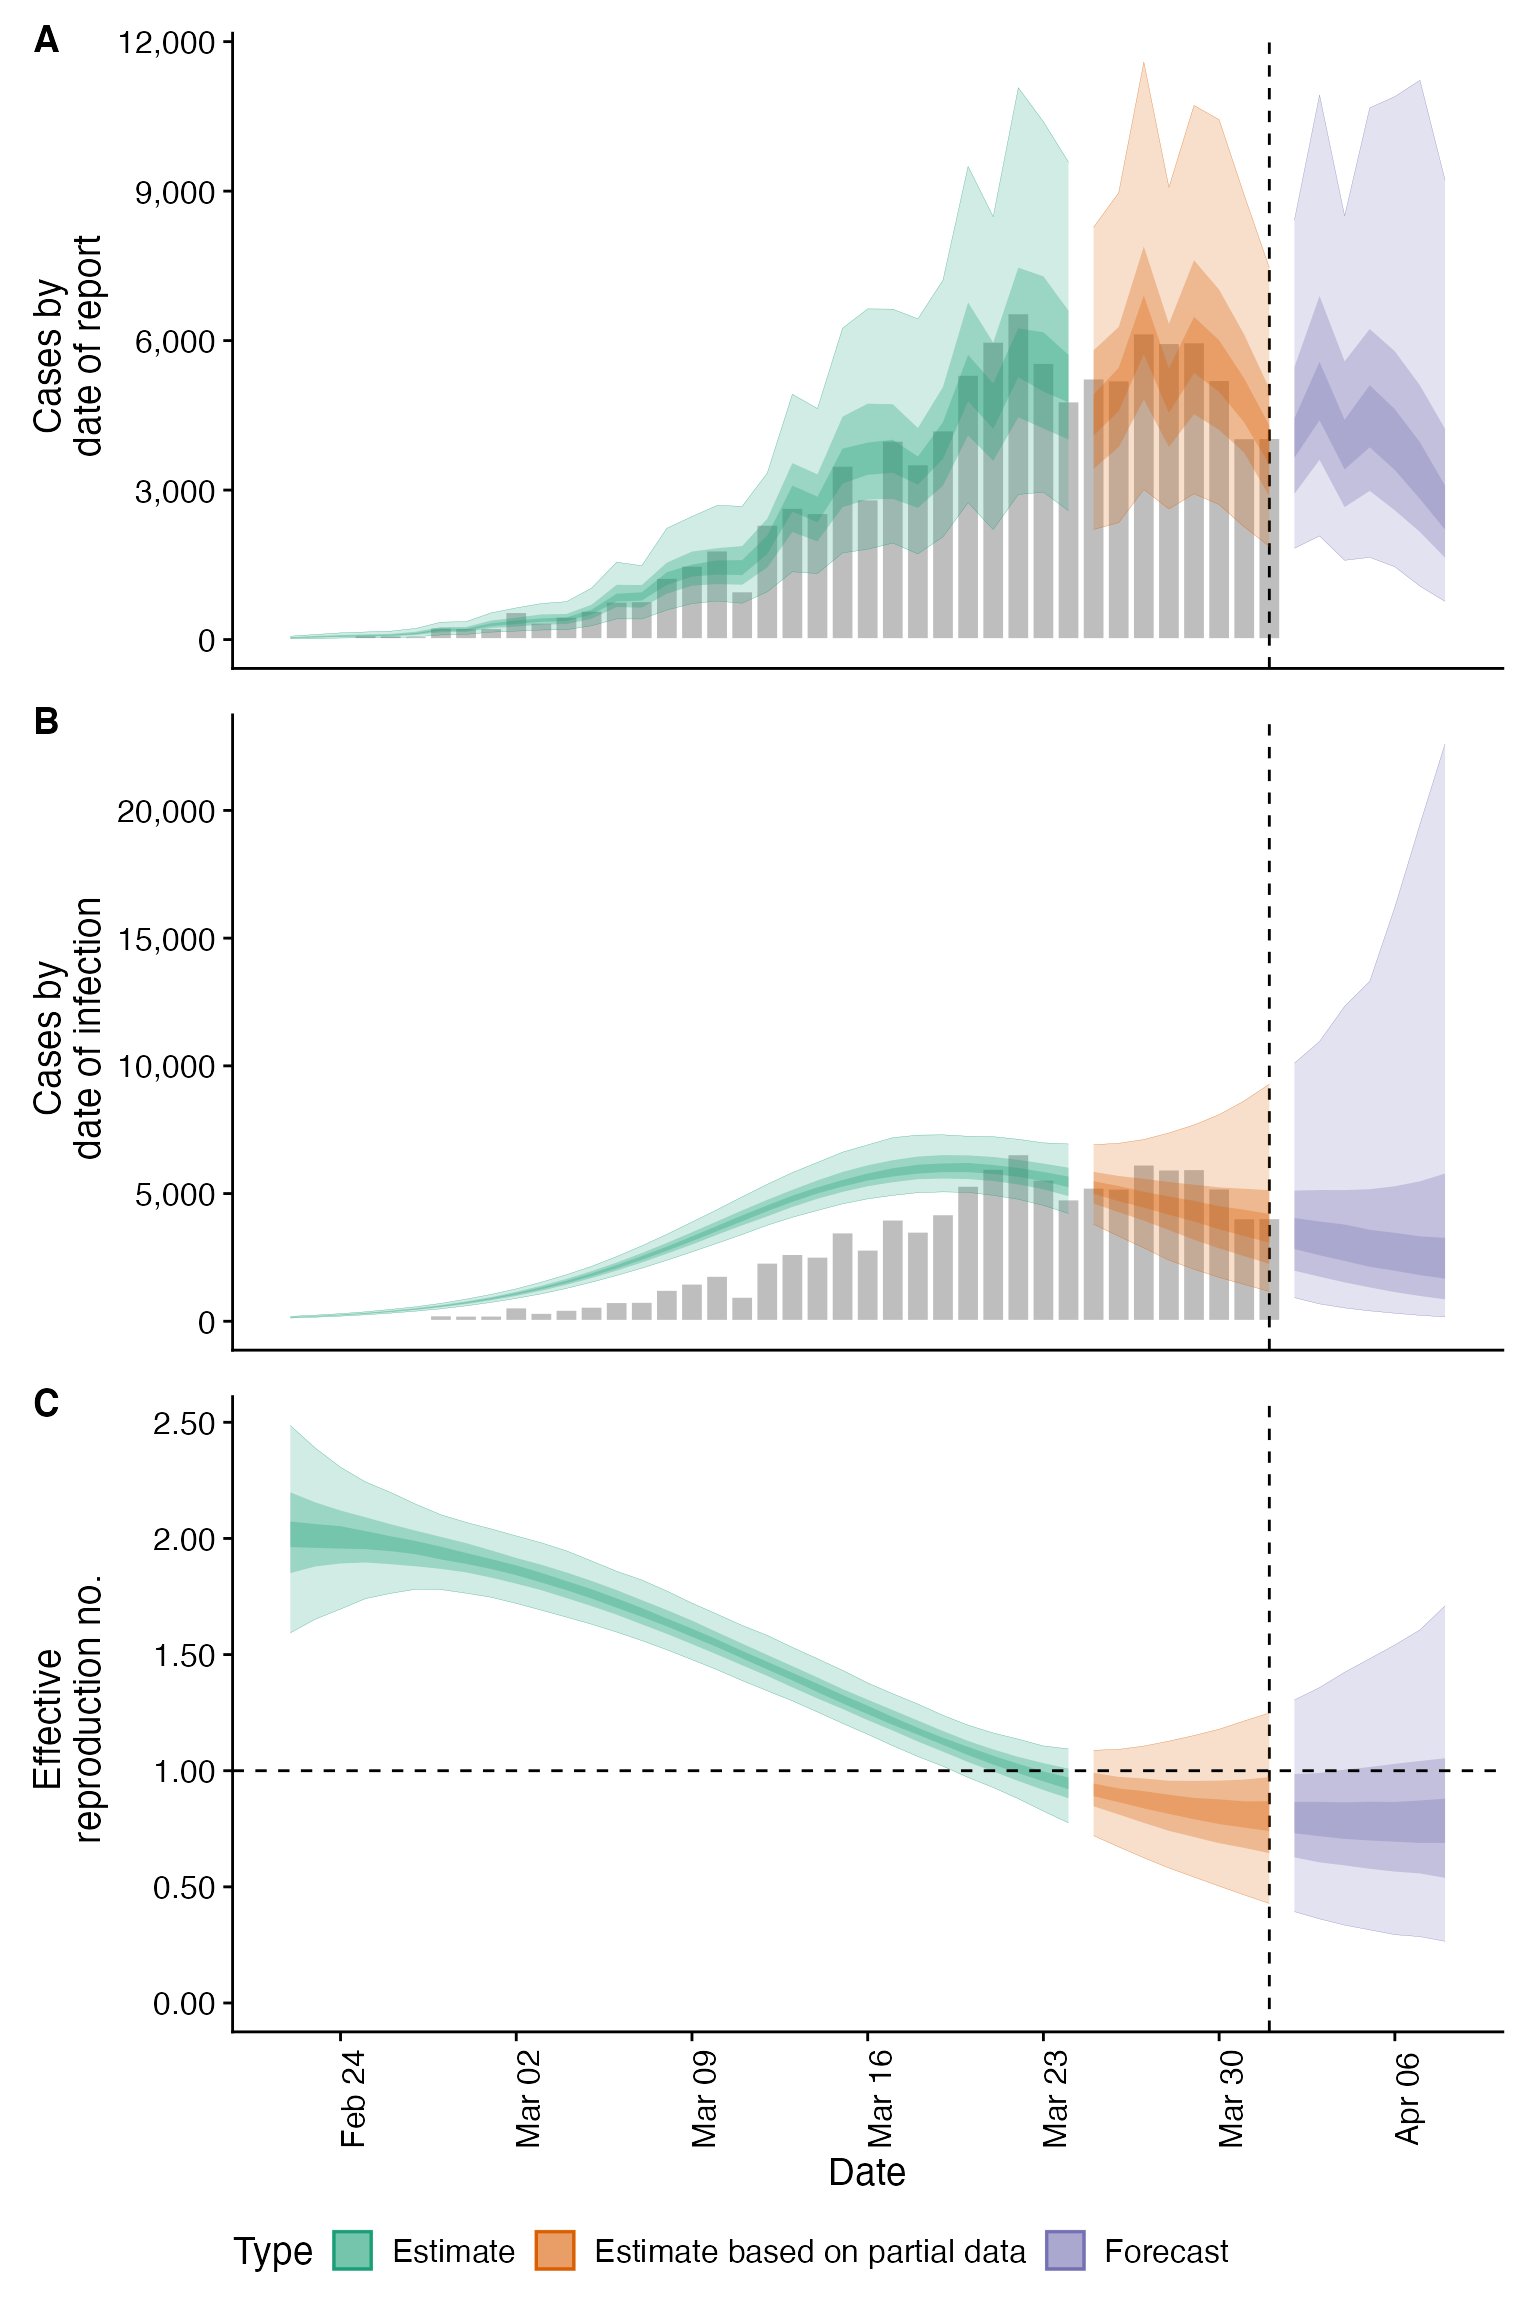 A
12,000
9,000
6,000
3,000
0
Cases by
date of report
B
20,000
15,000
10,000
5,000
0
Cases by
date of infection
C
2.50
2.00
1.50
1.00
0.50
0.00
Effective
reproduction no.
Feb 24
Mar 02
Mar 09
Mar 16
Mar 23
Mar 30
Apr 06
Date
Type Estimate Estimate based on partial data Forecast